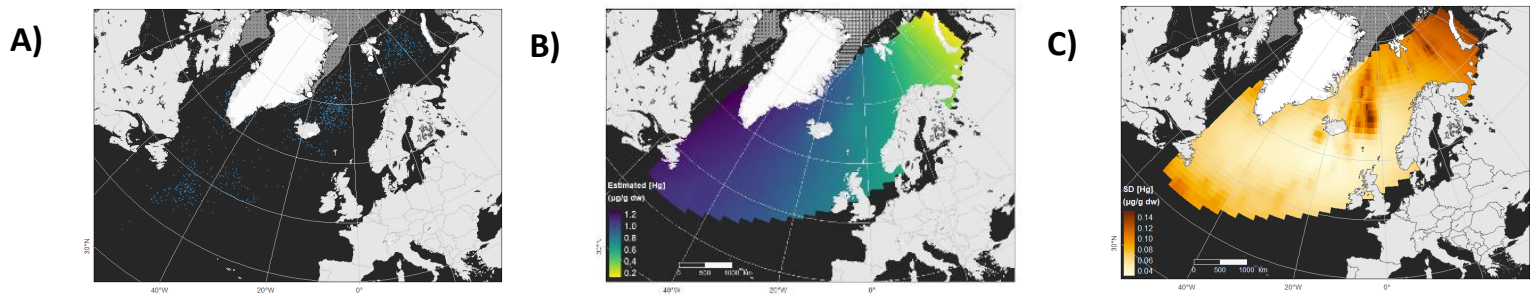 A)
30°N
40°W
20°W
0°
B)
Estimated [Hg]
(µg/g dw)
1.2
1.0
0.8
0.6
0.4
0.2
0 500 1000 km
40°W
20°W
0°
C)
SD [Hg]
(µg/g dw)
0.14
0.12
0.10
0.08
0.06
0.04
0 500 1000 km
30°N
40°W
20°W
0°